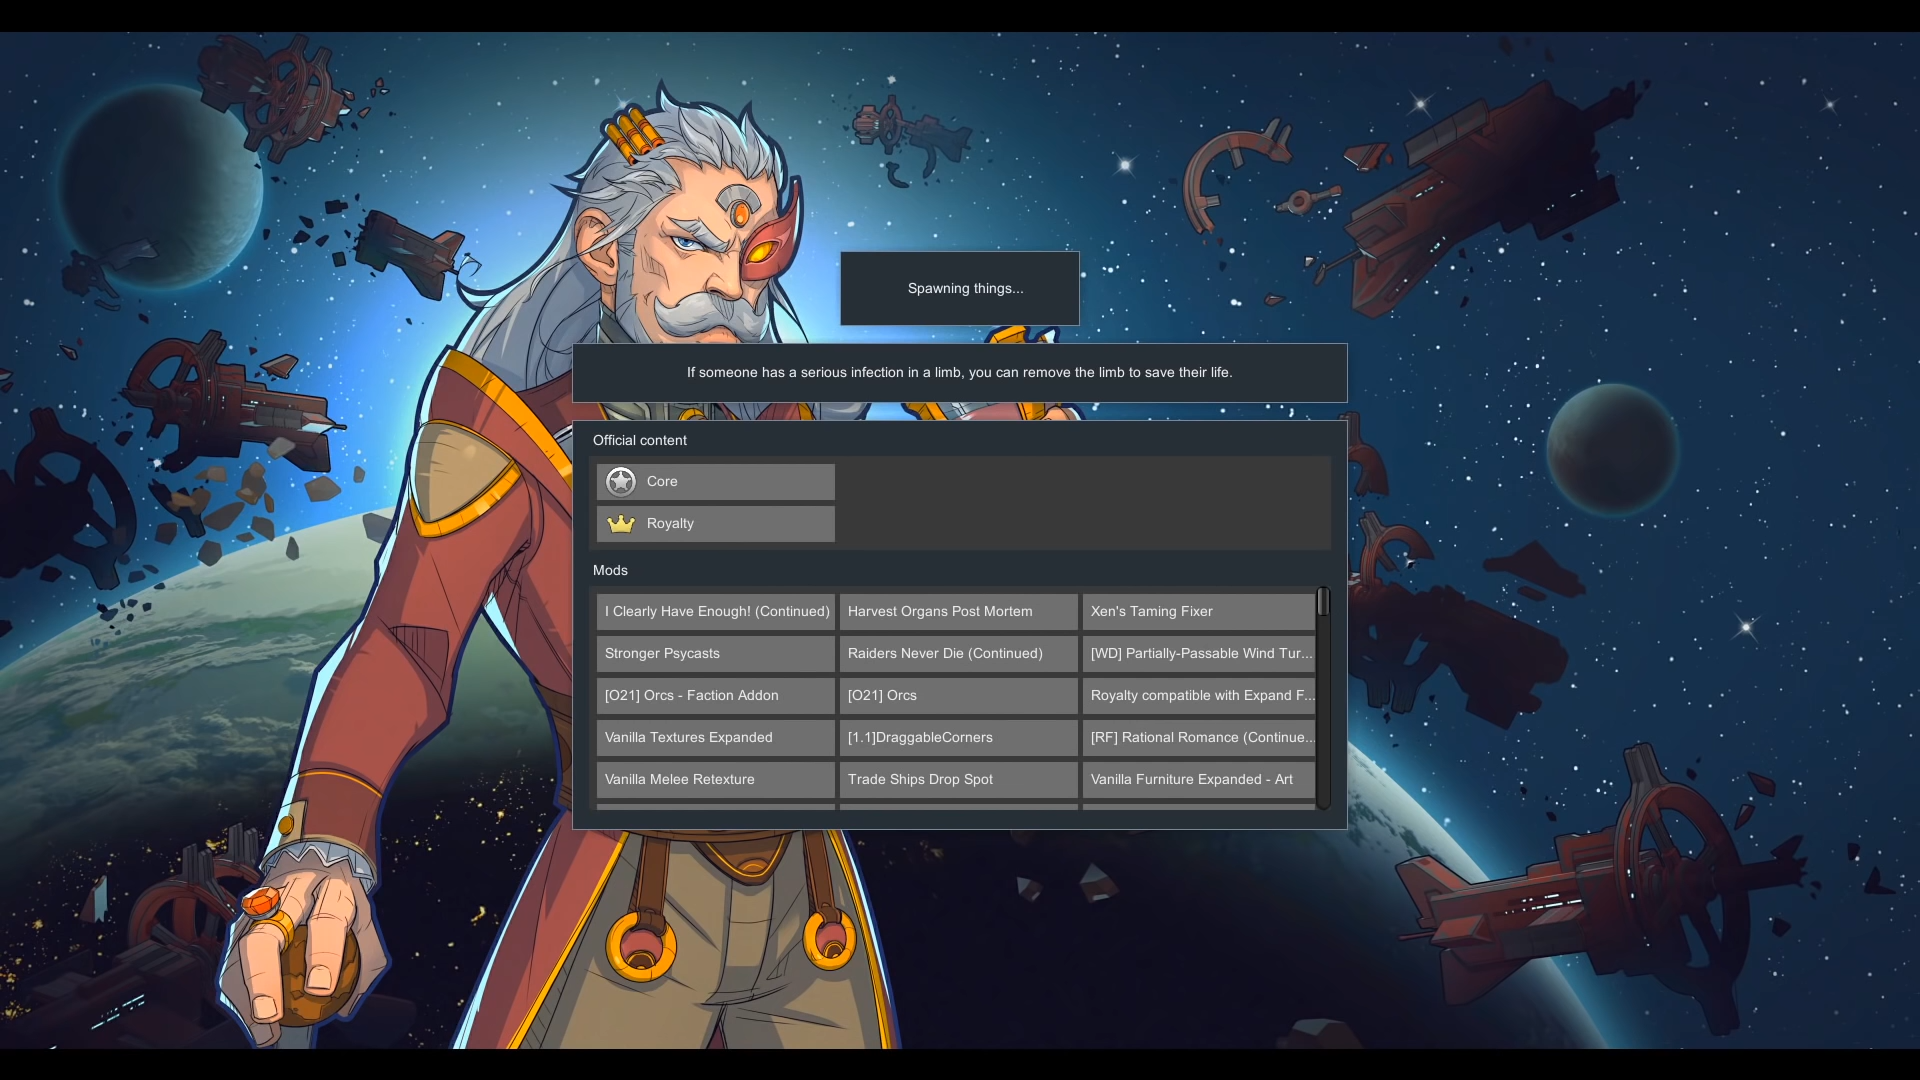 Spawning things...
If someone has a serious infection in a limb, you can remove the limb to save their life.
Official content
Core
Royalty
Mods
I Clearly Have Enough! (Continued)
Harvest Organs Post Mortem
Xen's Taming Fixer
Stronger Psycasts
Raiders Never Die (Continued)
[WD] Partially-Passable Wind Tur...
[O21] Orcs - Faction Addon
[O21] Orcs
Royalty compatible with Expand F...
Vanilla Textures Expanded
[1.1]DraggableCorners
[RF] Rational Romance (Continue...
Vanilla Melee Retexture
Trade Ships Drop Spot
Vanilla Furniture Expanded - Art